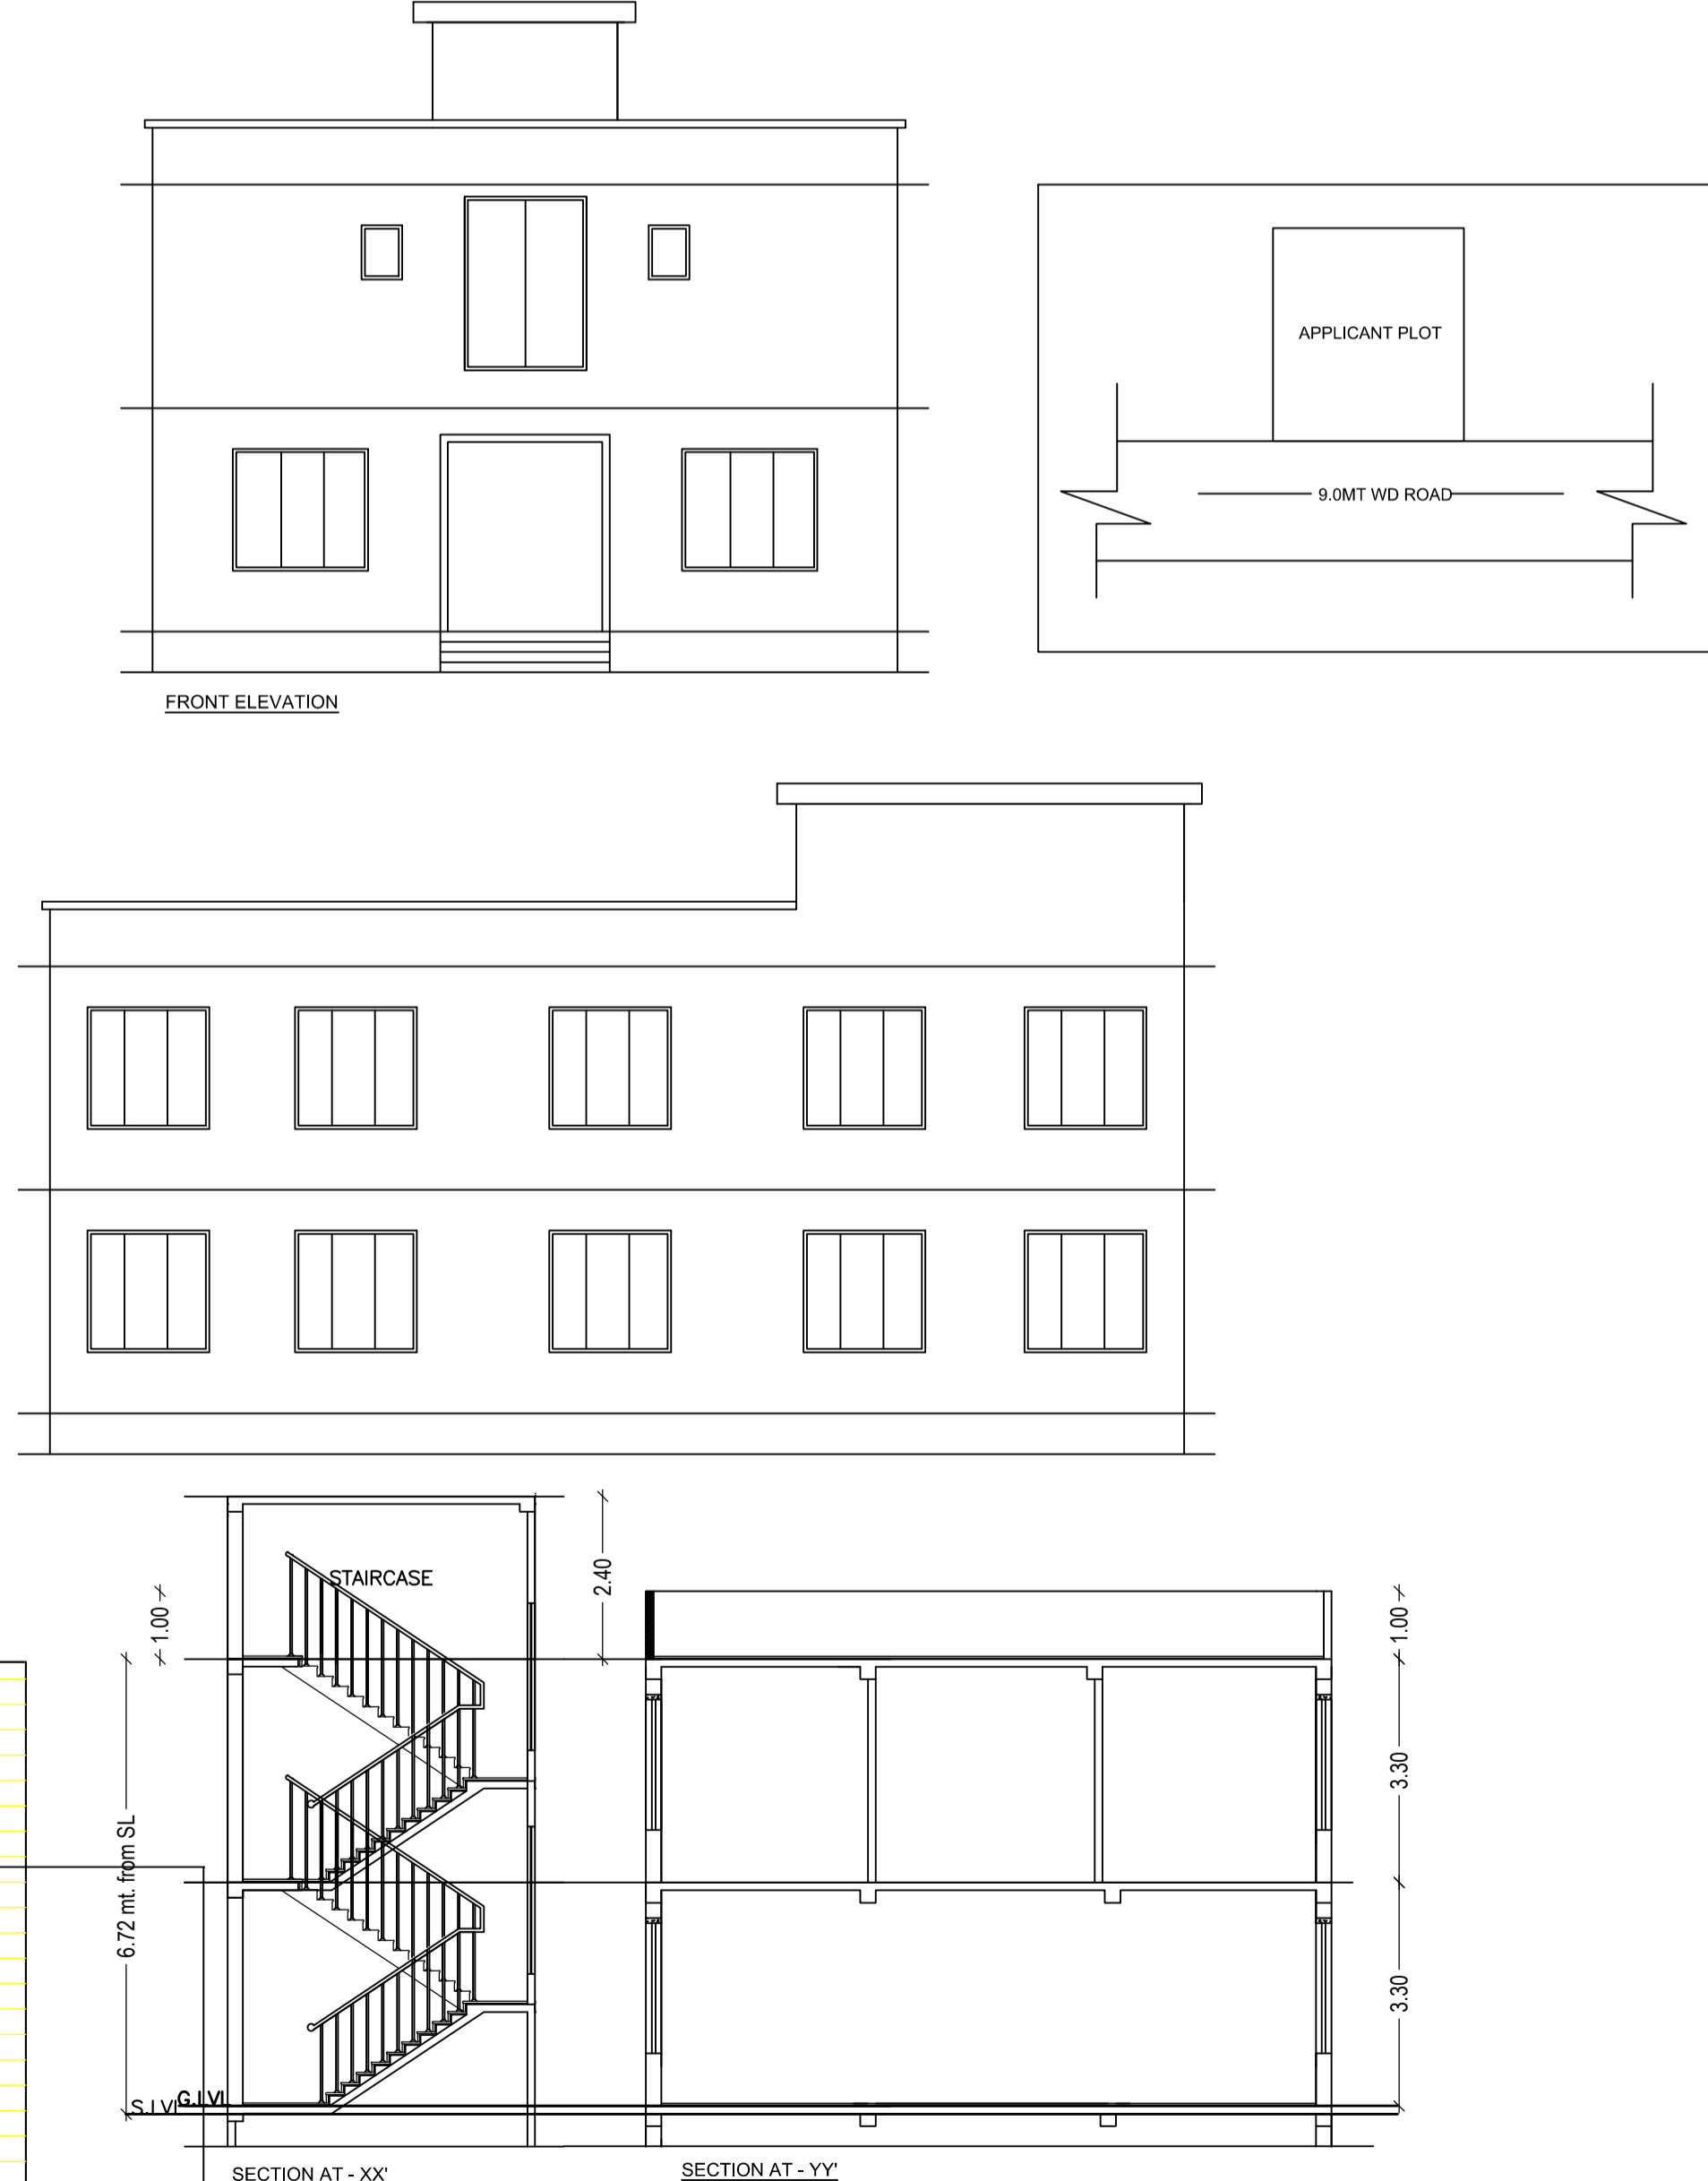 APPLICANT PLOT
9.0MT WD ROAD
FRONT ELEVATION
STAIRCASE
2.40
1.00
1.00
3.30
6.72 mt. from SL
3.30
S.LVL
G.LVL
SECTION AT - XX'
SECTION AT - YY'